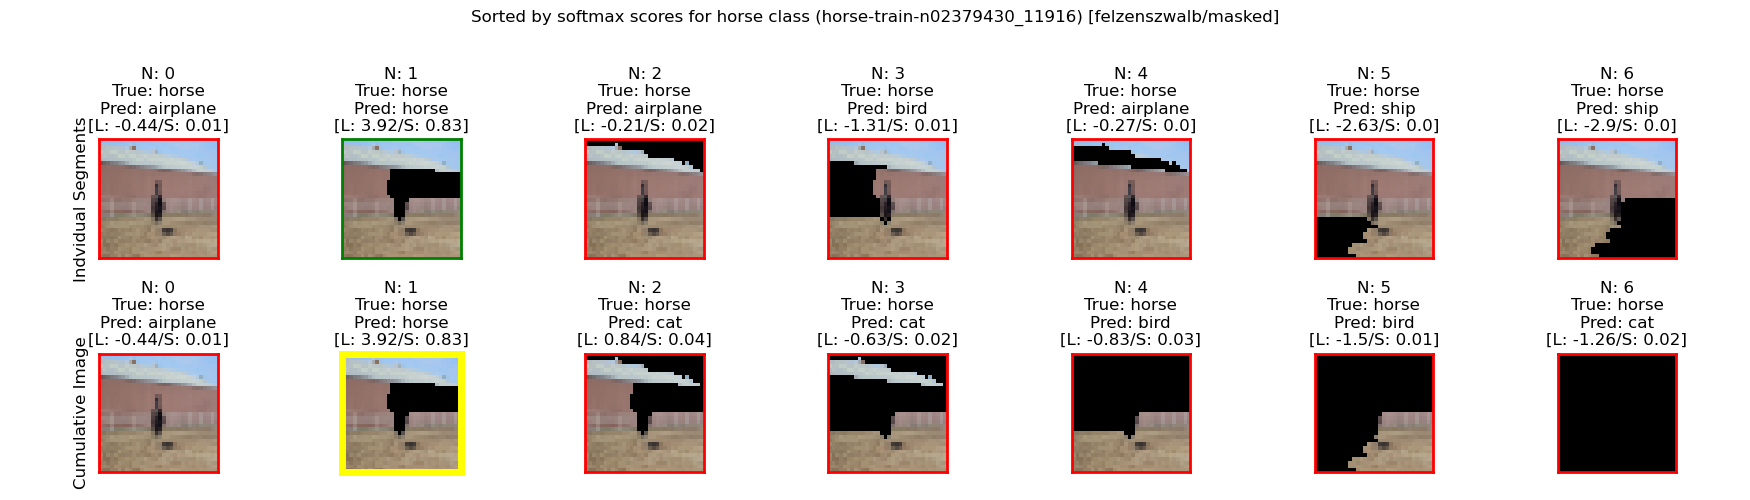 Sorted by softmax scores for horse class (horse-train-n02379430_11916) [felzenszwalb/masked]
Indvidual Segments
N: 0
True: horse
Pred: airplane
[L: -0.44/S: 0.01]
N: 1
True: horse
Pred: horse
[L: 3.92/S: 0.83]
N: 2
True: horse
Pred: airplane
[L: -0.21/S: 0.02]
N: 3
True: horse
Pred: bird
[L: -1.31/S: 0.01]
N: 4
True: horse
Pred: airplane
[L: -0.27/S: 0.0]
N: 5
True: horse
Pred: ship
[L: -2.63/S: 0.0]
N: 6
True: horse
Pred: ship
[L: -2.9/S: 0.0]
Cumulative Image
N: 0
True: horse
Pred: airplane
[L: -0.44/S: 0.01]
N: 1
True: horse
Pred: horse
[L: 3.92/S: 0.83]
N: 2
True: horse
Pred: cat
[L: 0.84/S: 0.04]
N: 3
True: horse
Pred: cat
[L: -0.63/S: 0.02]
N: 4
True: horse
Pred: bird
[L: -0.83/S: 0.03]
N: 5
True: horse
Pred: bird
[L: -1.5/S: 0.01]
N: 6
True: horse
Pred: cat
[L: -1.26/S: 0.02]